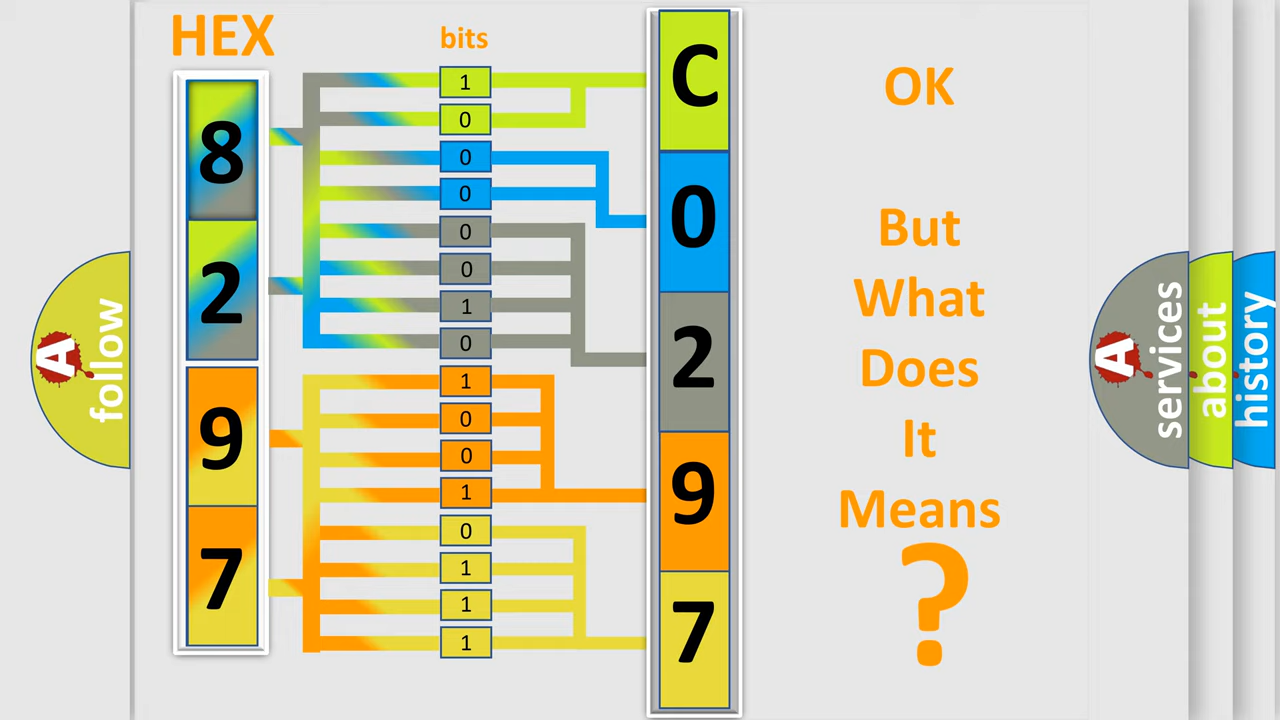 HEX
bits
8
2
9
7
1
0
0
0
0
0
1
0
1
0
0
1
0
1
1
1
C
0
2
9
7
OK
But
What
Does
It
Means
?
A
follow
A
services
about
history